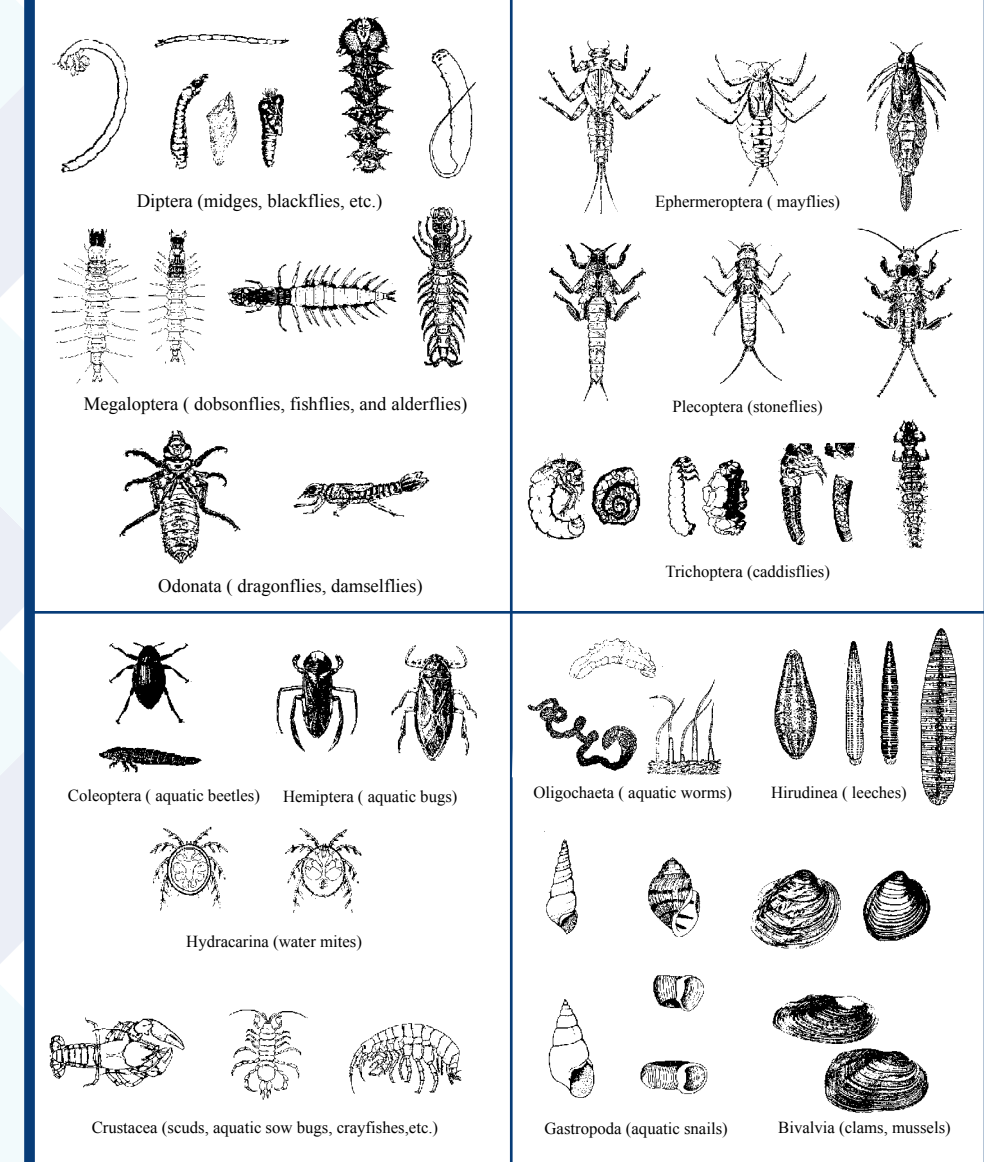 Diptera (midges, blackflies, etc.)
Megaloptera ( dobsonflies, fishflies, and alderflies)
Odonata ( dragonflies, damselflies)
Ephermeroptera ( mayflies)
Plecoptera (stoneflies)
Trichoptera (caddisflies)
Coleoptera ( aquatic beetles)
Hemiptera ( aquatic bugs)
Hydracarina (water mites)
Crustacea (scuds, aquatic sow bugs, crayfishes,etc.)
Oligochaeta ( aquatic worms)
Hirudinea ( leeches)
Gastropoda (aquatic snails)
Bivalvia (clams, mussels)